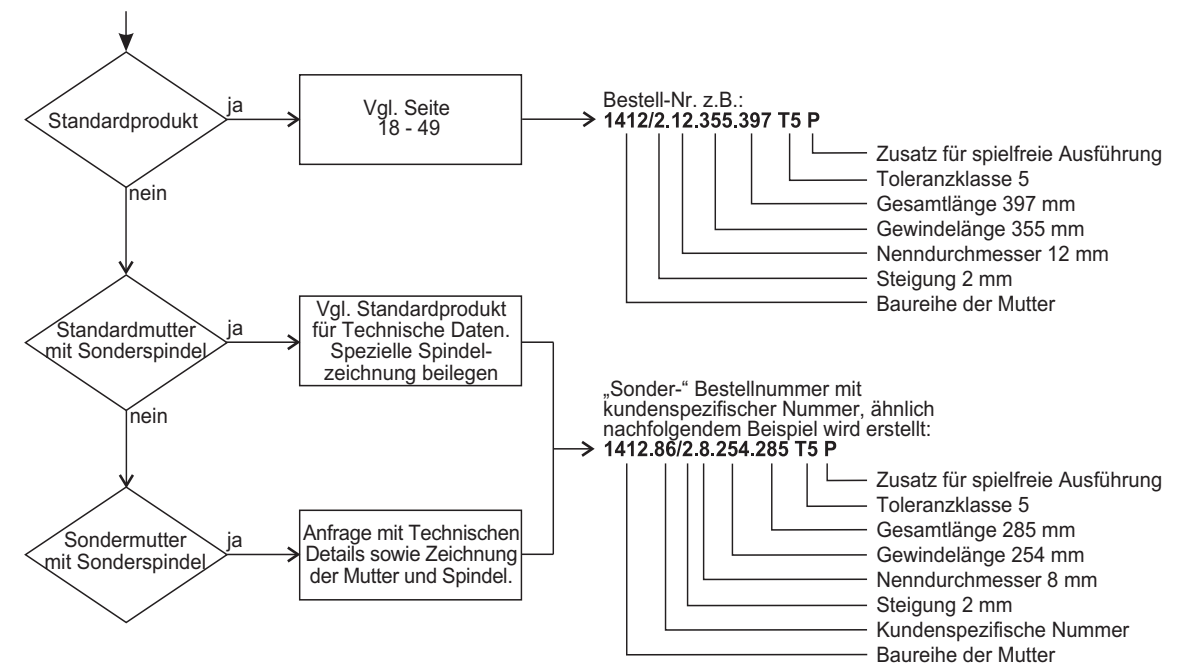 Standardprodukt
ja
Vgl. Seite
18 - 49
Bestell-Nr. z.B.:
1412/2.12.355.397 T5 P
Zusatz für spielfreie Ausführung
Toleranzklasse 5
Gesamtlänge 397 mm
Gewindelänge 355 mm
Nenndurchmesser 12 mm
Steigung 2 mm
Baureihe der Mutter
nein
Standardmutter
mit Sonderspindel
ja
Vgl. Standardprodukt
für Technische Daten.
Spezielle Spindel-
zeichnung beilegen
nein
„Sonder-“ Bestellnummer mit
kundenspezifischer Nummer, ähnlich
nachfolgendem Beispiel wird erstellt:
1412.86/2.8.254.285 T5 P
Zusatz für spielfreie Ausführung
Toleranzklasse 5
Gesamtlänge 285 mm
Gewindelänge 254 mm
Nenndurchmesser 8 mm
Steigung 2 mm
Kundenspezifische Nummer
Baureihe der Mutter
Sondermutter
mit Sonderspindel
ja
Anfrage mit Technischen
Details sowie Zeichnung
der Mutter und Spindel.